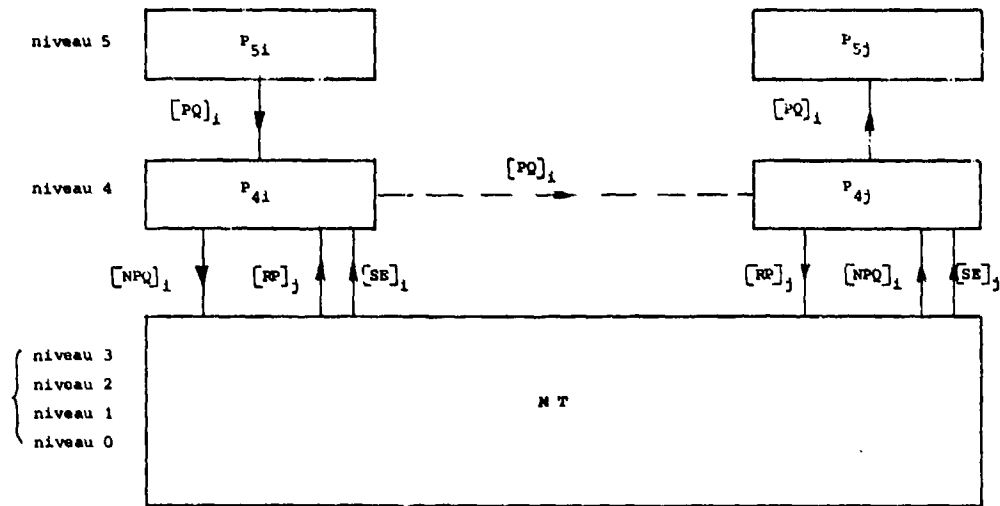 niveau 5
P5i
P5j
[PQ]i
[PQ]i
niveau 4
P4i
[PQ]i
P4j
[NPQ]i
[RP]j
[SE]i
[RP]j
[NPQ]i
[SE]j
niveau 3
niveau 2
niveau 1
niveau 0
M T